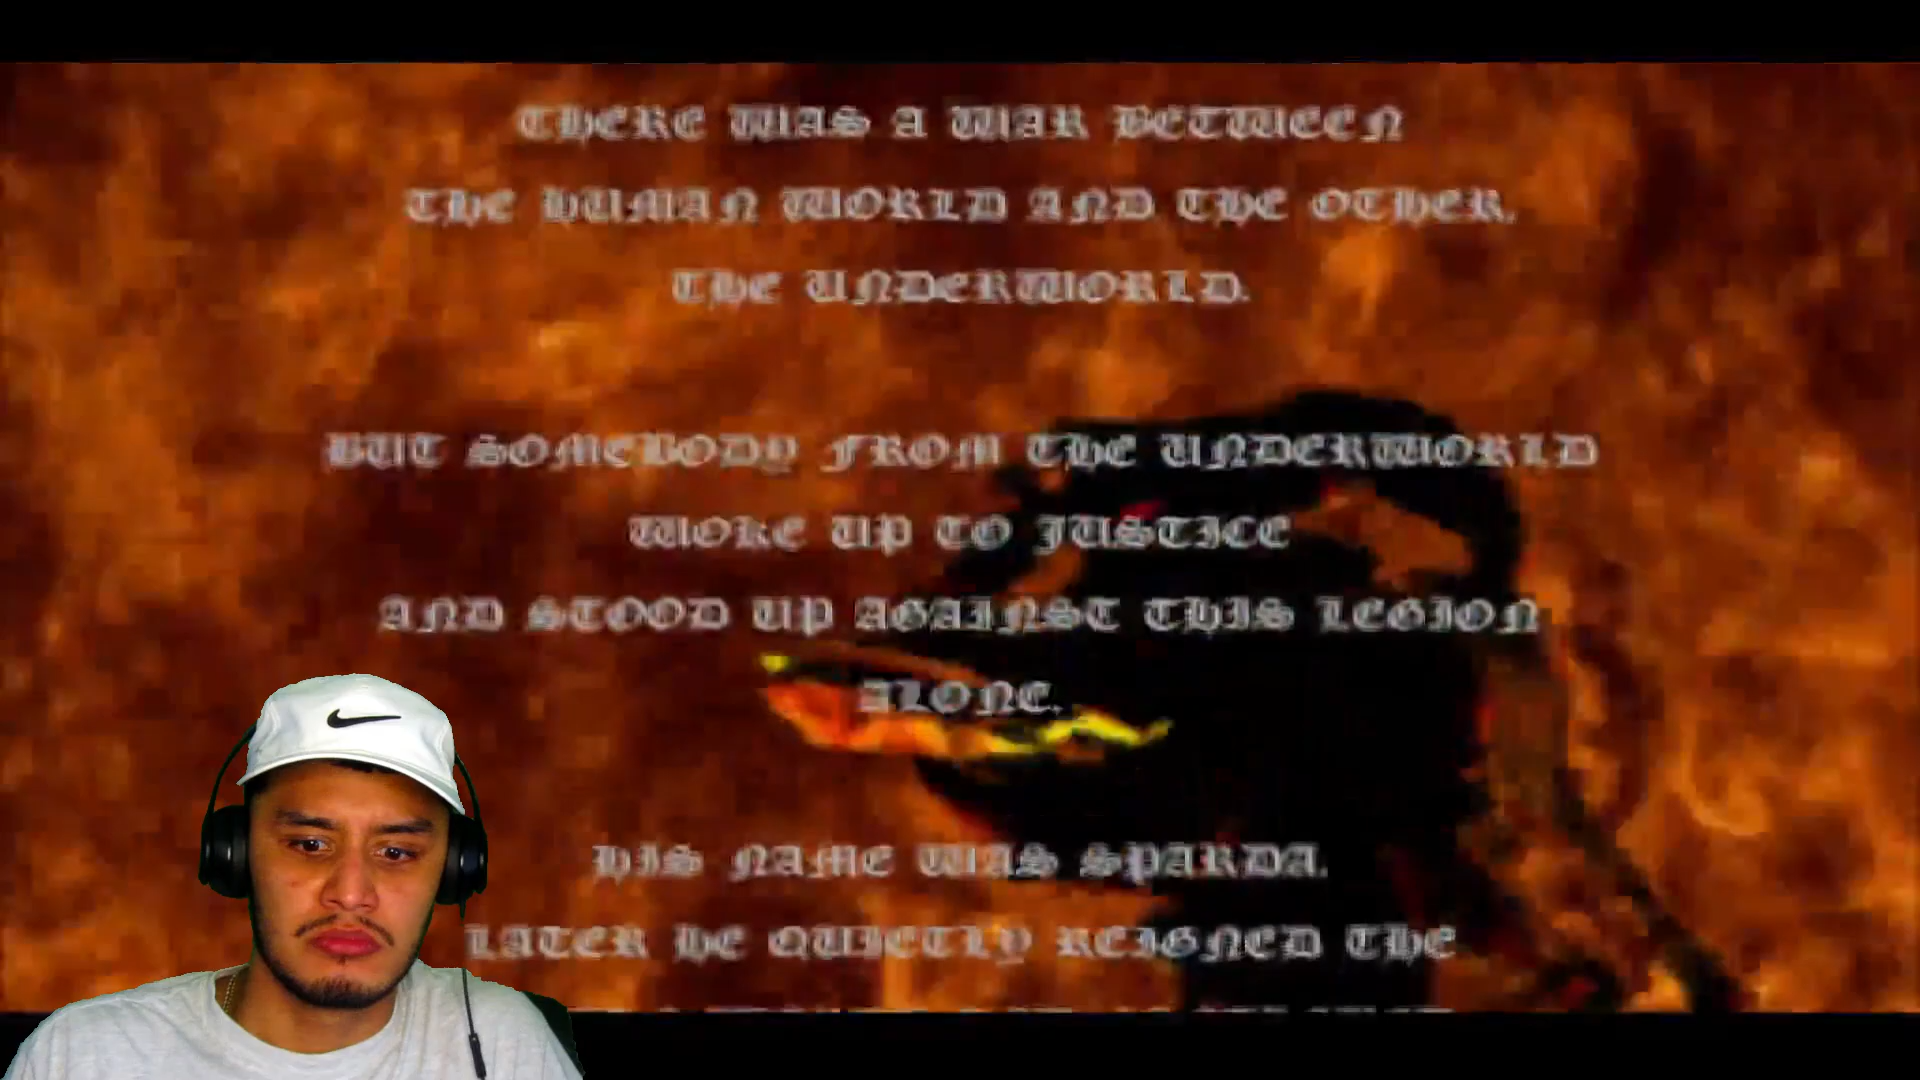 THERE WAS A WAR BETWEEN
THE HUMAN WORLD AND THE OTHER,
THE UNDERWORLD.
BUT SOMEBODY FROM THE UNDERWORLD
WOKE UP TO JUSTICE
AND STOOD UP AGAINST THIS LEGION
ALONE.
HIS NAME WAS SPARDA.
LATER HE QUIETLY REIGNED THE